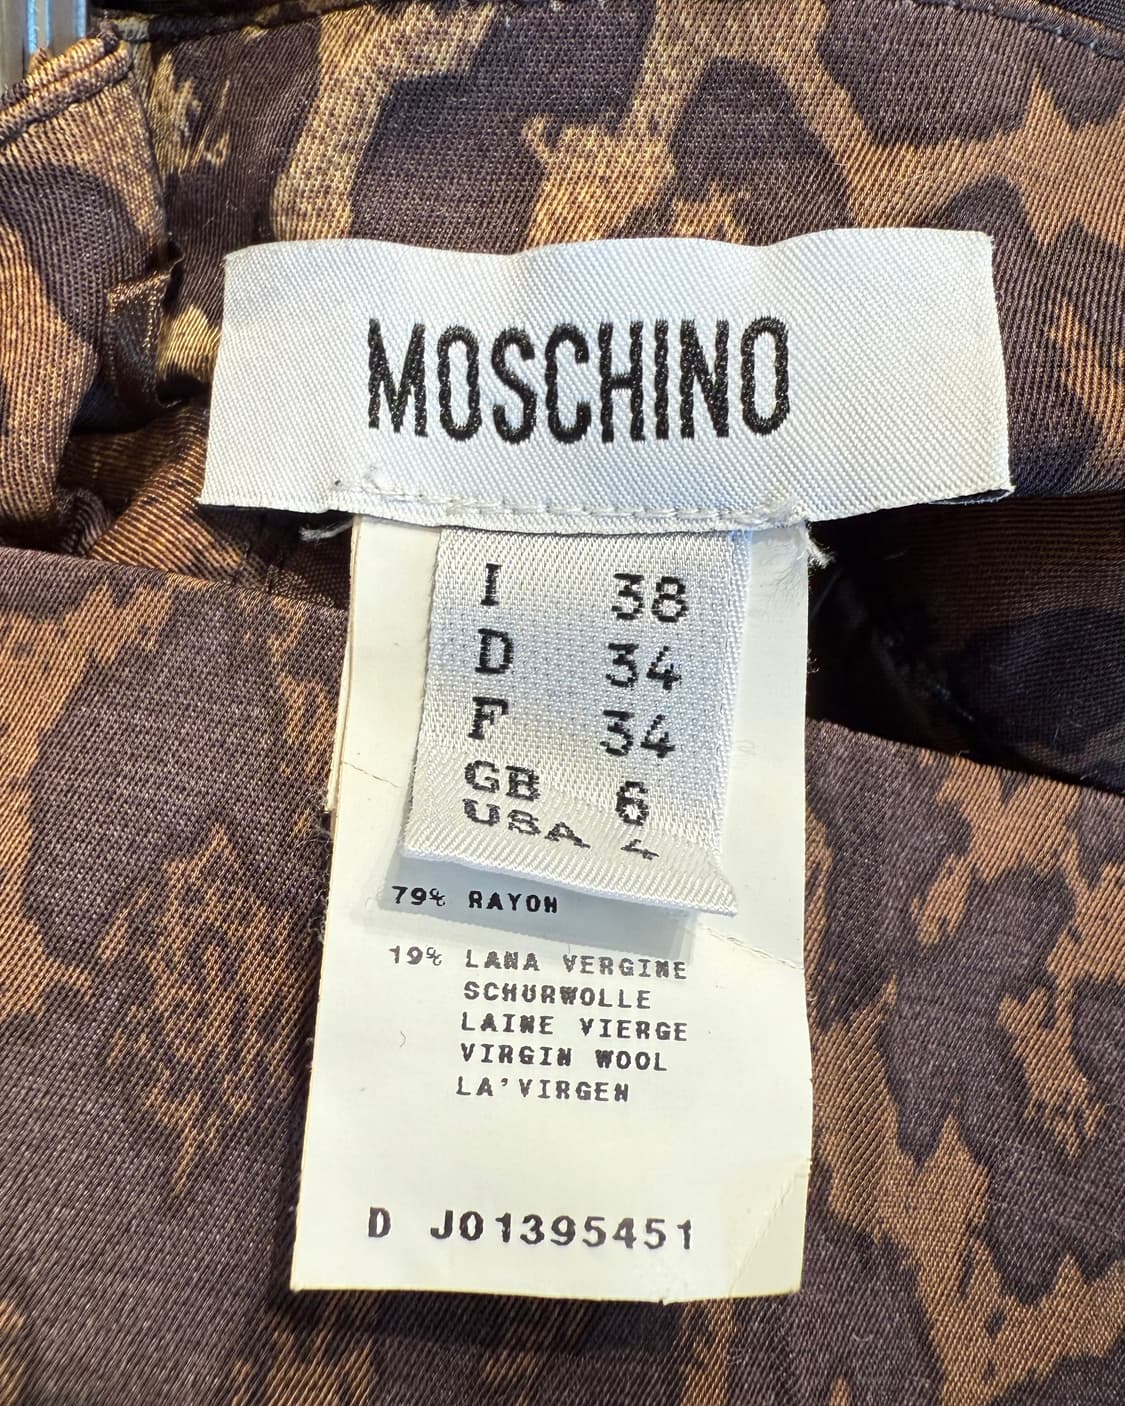 MOSCHINO
I 38
D 34
F 34
GB 6
USA 4
79% RAYON
19% LANA VERGINE
SCHURWOLLE
LAINE VIERGE
VIRGIN WOOL
LA'VIRGEN
D J01395451